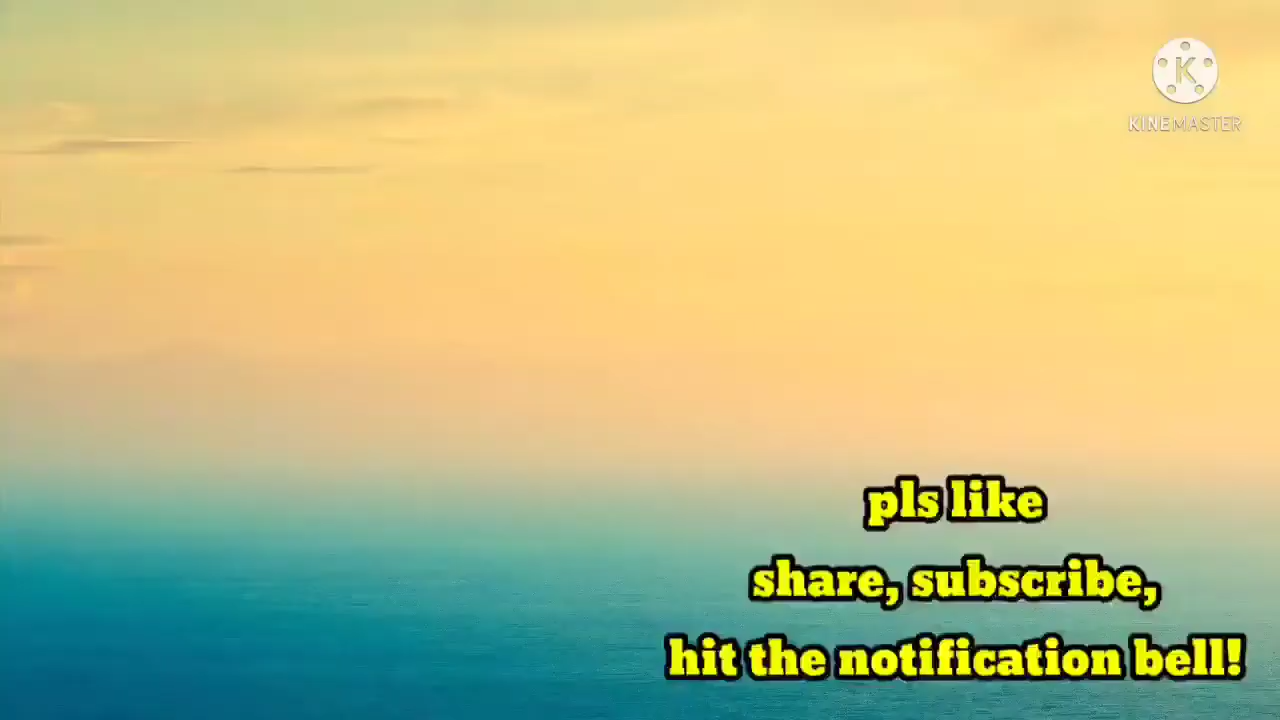 K
KINEMASTER
pls like
share, subscribe,
hit the notification bell!